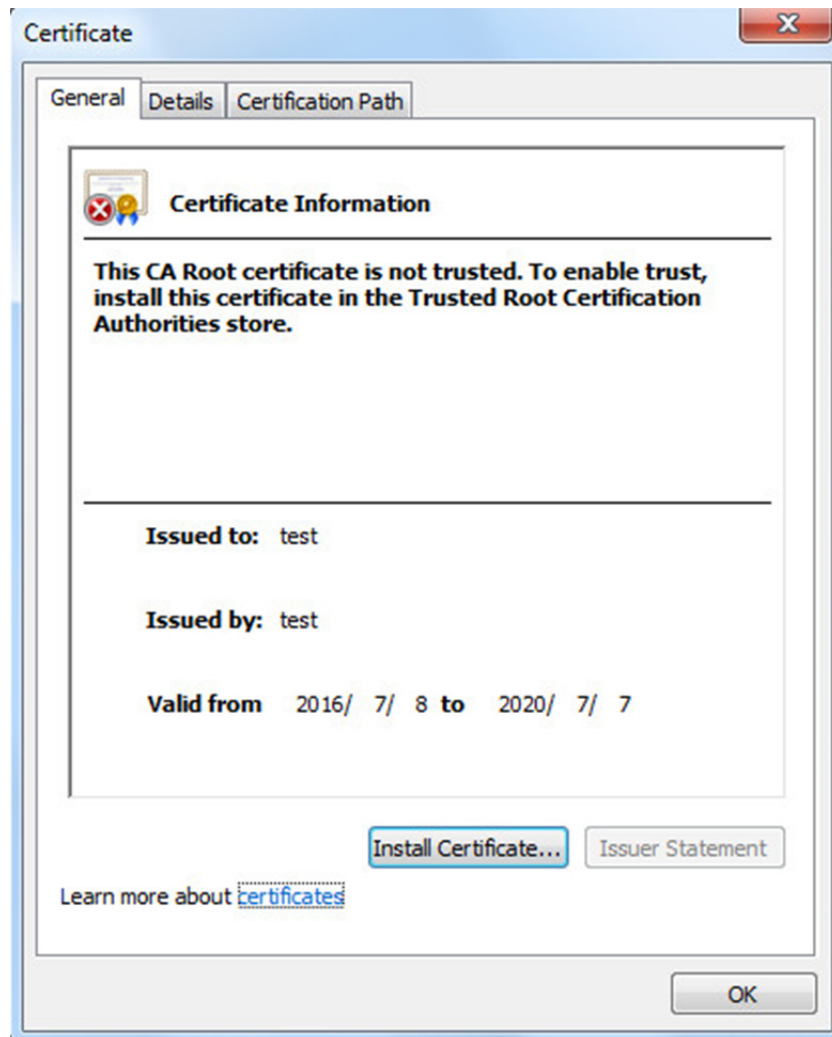 Certificate
General Details Certification Path
Certificate Information
This CA Root certificate is not trusted. To enable trust,
install this certificate in the Trusted Root Certification
Authorities store.
Issued to: test
Issued by: test
Valid from 2016/ 7/ 8 to 2020/ 7/ 7
Install Certificate... Issuer Statement
Learn more about certificates
OK